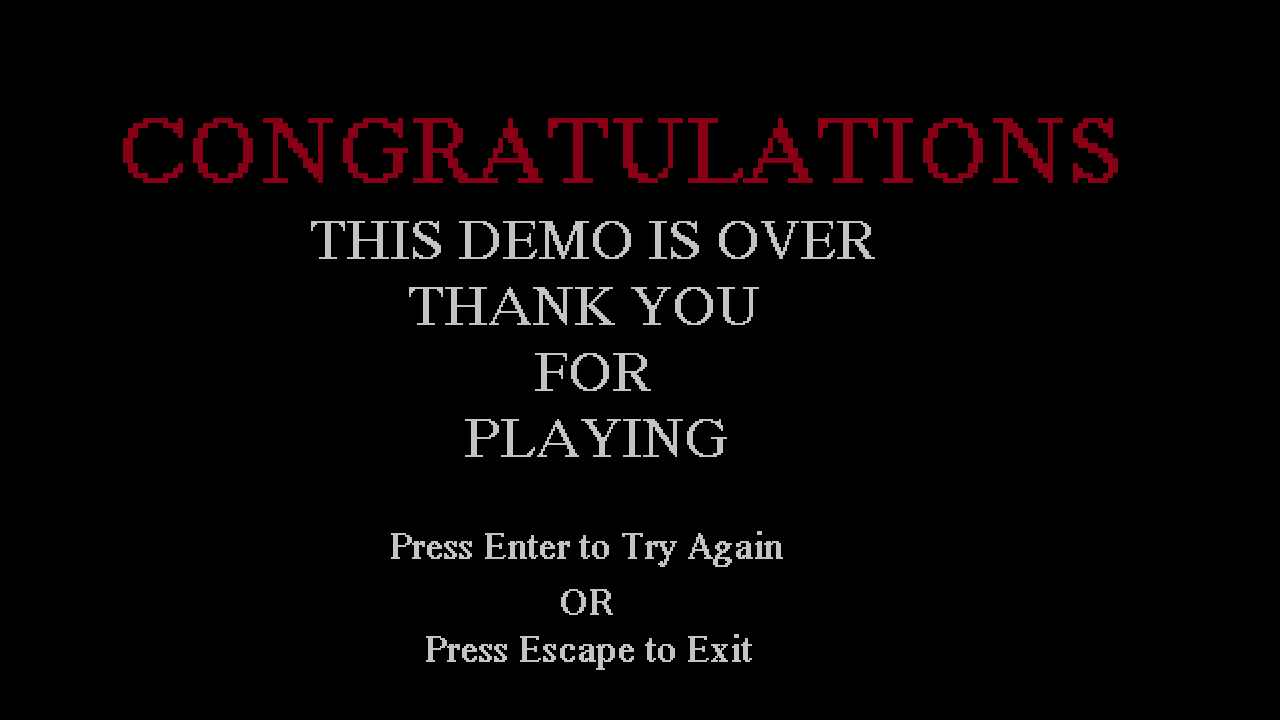 CONGRATULATIONS
THIS DEMO IS OVER
THANK YOU
FOR
PLAYING
Press Enter to Try Again
OR
Press Escape to Exit